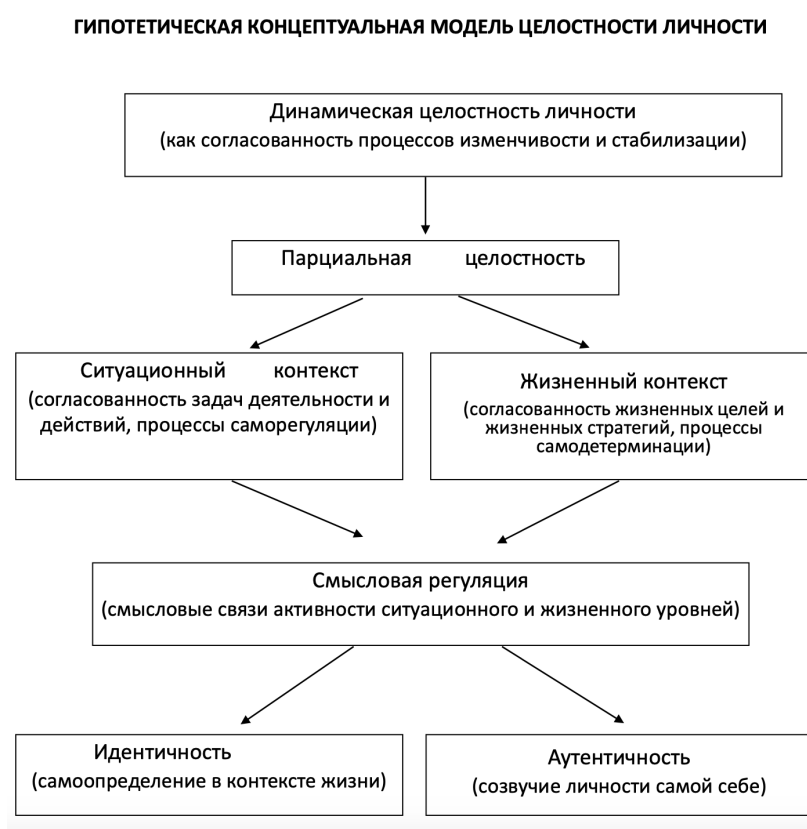 ГИПОТЕТИЧЕСКАЯ КОНЦЕПТУАЛЬНАЯ МОДЕЛЬ ЦЕЛОСТНОСТИ ЛИЧНОСТИ
Динамическая целостность личности
(как согласованность процессов изменчивости и стабилизации)
Парциальная целостность
Ситуационный контекст
(согласованность задач деятельности и
действий, процессы саморегуляции)
Жизненный контекст
(согласованность жизненных целей и
жизненных стратегий, процессы
самодетерминации)
Смысловая регуляция
(смысловые связи активности ситуационного и жизненного уровней)
Идентичность
(самоопределение в контексте жизни)
Аутентичность
(созвучие личности самой себе)